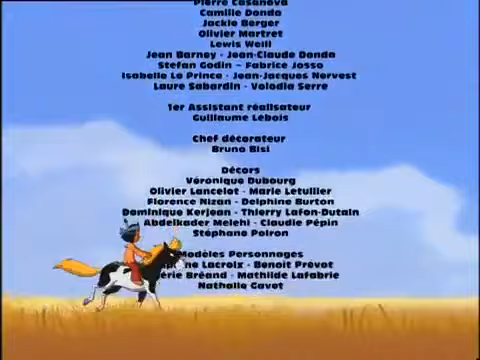 Pierre Casanova
Camille Donda
Jackie Berger
Olivier Martret
Lewis Weill
Jean Barney - Jean-Claude Donda
Stefan Godin - Fabrice Josso
Isabelle Le Prince - Jean-Jacques Nervest
Laure Sabardin - Volodia Serre
1er Assistant réalisateur
Guillaume Lebois
Chef décorateur
Bruno Bisi
Décors
Véronique Dubourg
Olivier Lancelot - Marie Letullier
Florence Nizan - Delphine Burton
Dominique Kerjean - Thierry Lafon-Dutain
Abdelkader Melehi - Claudie Pépin
Stéphane Poiron
Modèles Personnages
Lacroix - Benoit Prévot
Bréand - Mathilde Lafabrie
Nathalie Gavet